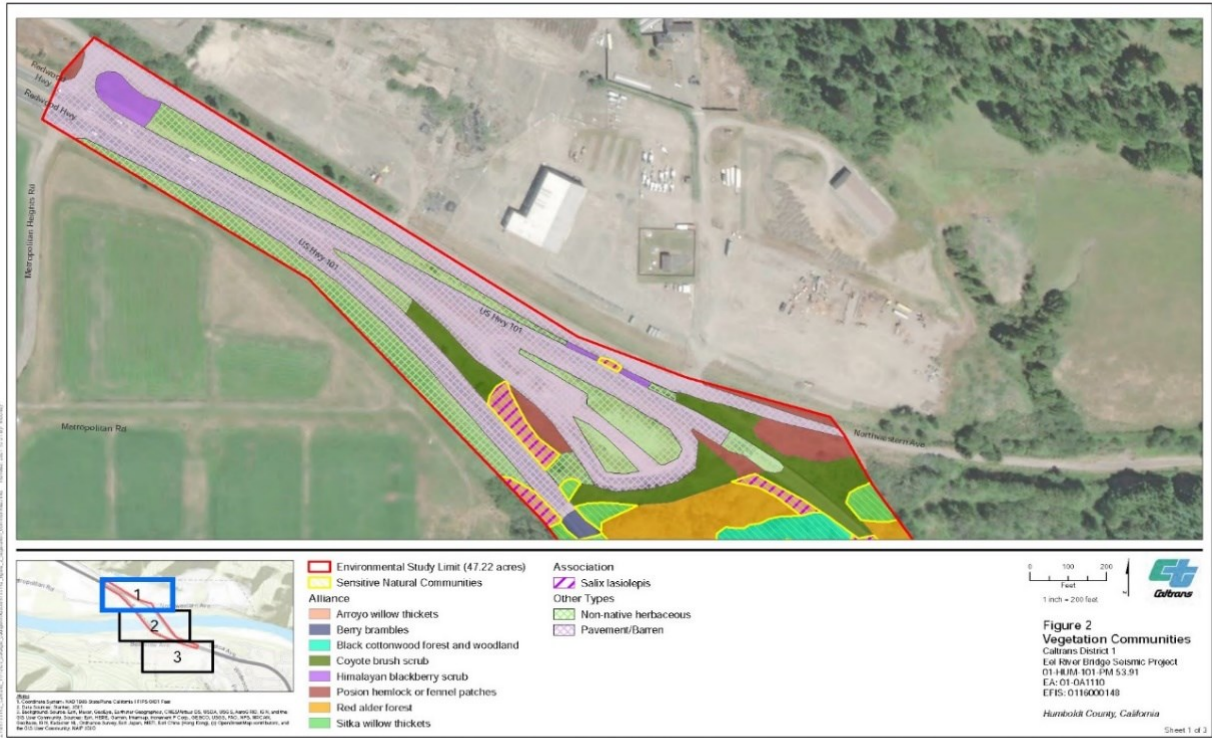 Redwood
Hwy
Redwood Hwy
Metropolitan Heights Rd
US Hwy 101
US Hwy 101
Metropolitan Rd
Northwestern Ave
1
2
3
Environmental Study Limit (47.22 acres)
Sensitive Natural Communities
Alliance
Arroyo willow thickets
Berry brambles
Black cottonwood forest and woodland
Coyote brush scrub
Himalayan blackberry scrub
Posion hemlock or fennel patches
Red alder forest
Sitka willow thickets
Association
Salix lasiolepis
Other Types
Non-native herbaceous
Pavement/Barren
0 100 200
Feet
1 inch = 200 feet
N
Caltrans
Figure 2
Vegetation Communities
Caltrans District 1
Eel River Bridge Seismic Project
01-HUM-101-PM 53.91
EA: 01-0A1110
EFIS: 0116000148
Humboldt County, California
Sheet 1 of 3